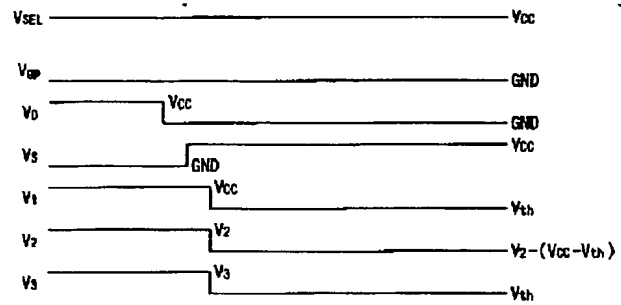 VSEL VCC
VGP GND
VD VCC GND
VS GND VCC
V1 VCC Vth
V2 V2 V2-(VCC-Vth)
V3 V3 Vth